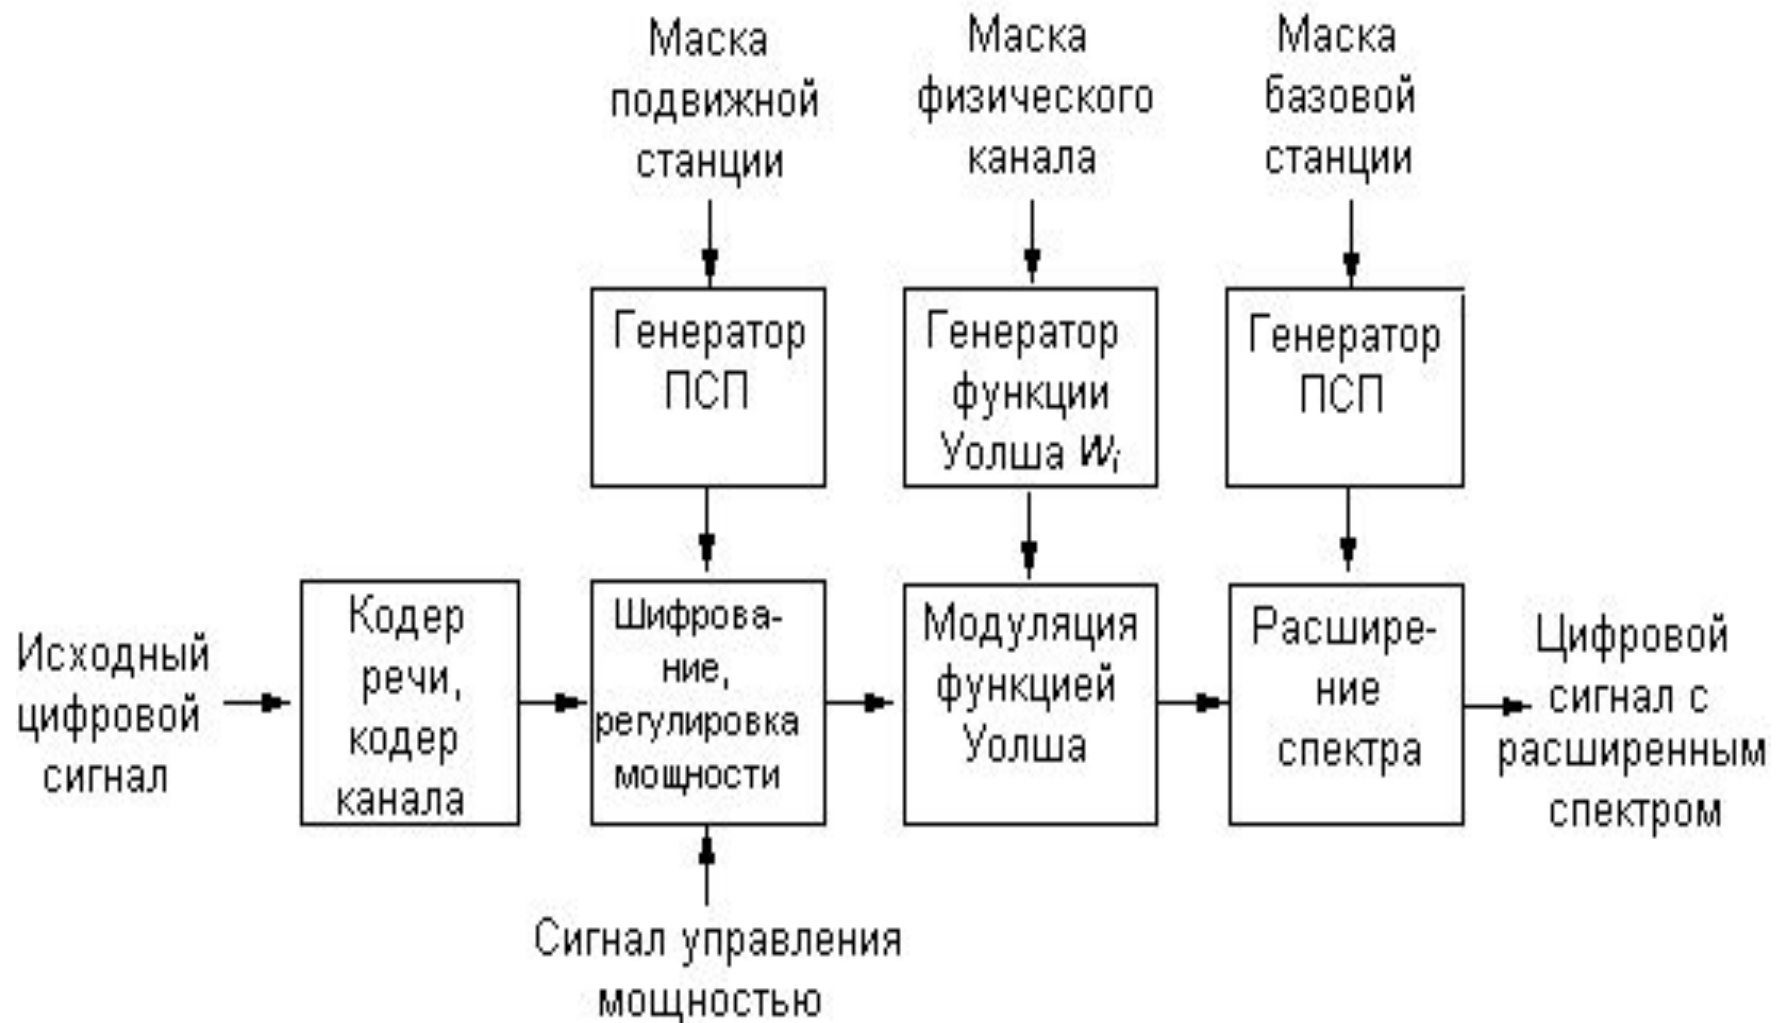 Маска
подвижной
станции
Маска
физического
канала
Маска
базовой
станции
Генератор
ПСП
Генератор
функции
Уолша Wi
Генератор
ПСП
Исходный
цифровой
сигнал
Кодер
речи,
кодер
канала
Шифрова-
ние,
регулировка
мощности
Модуляция
функцией
Уолша
Расшире-
ние
спектра
Цифровой
сигнал с
расширенным
спектром
Сигнал управления
мощностью